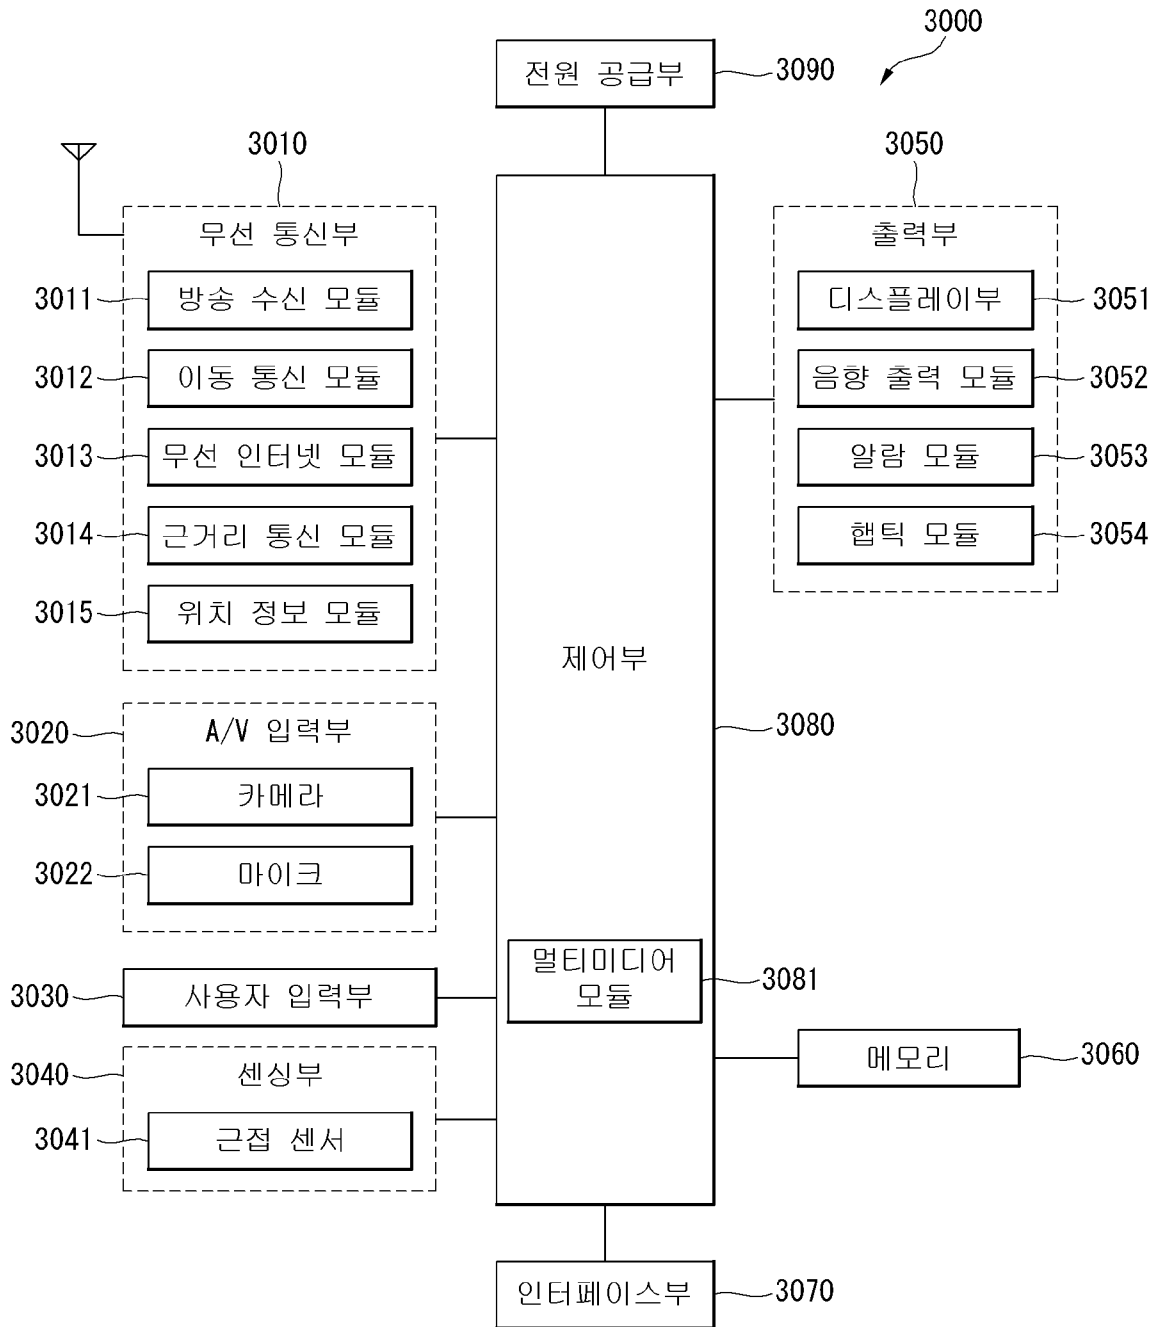 3000
전원 공급부
3090
3010
3050
무선 통신부
출력부
3011
방송 수신 모듈
디스플레이부
3051
3012
이동 통신 모듈
음향 출력 모듈
3052
3013
무선 인터넷 모듈
알람 모듈
3053
3014
근거리 통신 모듈
햅틱 모듈
3054
3015
위치 정보 모듈
제어부
3080
3020
A/V 입력부
3021
카메라
3022
마이크
멀티미디어
모듈
3081
3030
사용자 입력부
3040
센싱부
메모리
3060
3041
근접 센서
인터페이스부
3070